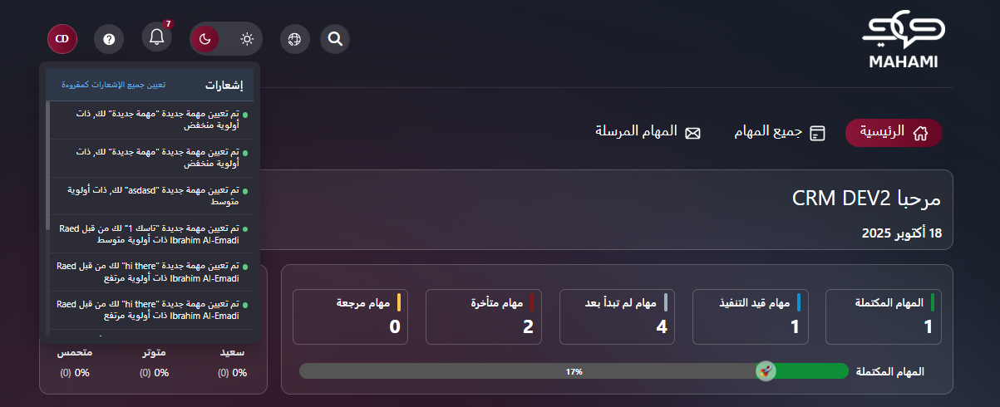 مهمتي
MAHAMI
7
CD
إشعارات
تعيين جميع الإشعارات كمقروءة
تم تعيين مهمة جديدة "مهمة جديدة" لك, ذات
أولوية منخفض
تم تعيين مهمة جديدة "مهمة جديدة" لك, ذات
أولوية منخفض
تم تعيين مهمة جديدة "asdasd" لك, ذات أولوية
متوسط
تم تعيين مهمة جديدة "تاسك 1" لك من قبل Raed
Ibrahim Al-Emadi ذات أولوية متوسط
تم تعيين مهمة جديدة "hi there" لك من قبل Raed
Ibrahim Al-Emadi ذات أولوية مرتفع
تم تعيين مهمة جديدة "hi there" لك من قبل Raed
Ibrahim Al-Emadi ذات أولوية مرتفع
الرئيسية
جميع المهام
المهام المرسلة
مرحبا CRM DEV2
18 أكتوبر 2025
المهام المكتملة
1
مهام قيد التنفيذ
1
مهام لم تبدأ بعد
4
مهام متأخرة
2
مهام مرجعة
0
المهام المكتملة
17%
سعيد
0% (0)
متوتر
0% (0)
متحمس
0% (0)